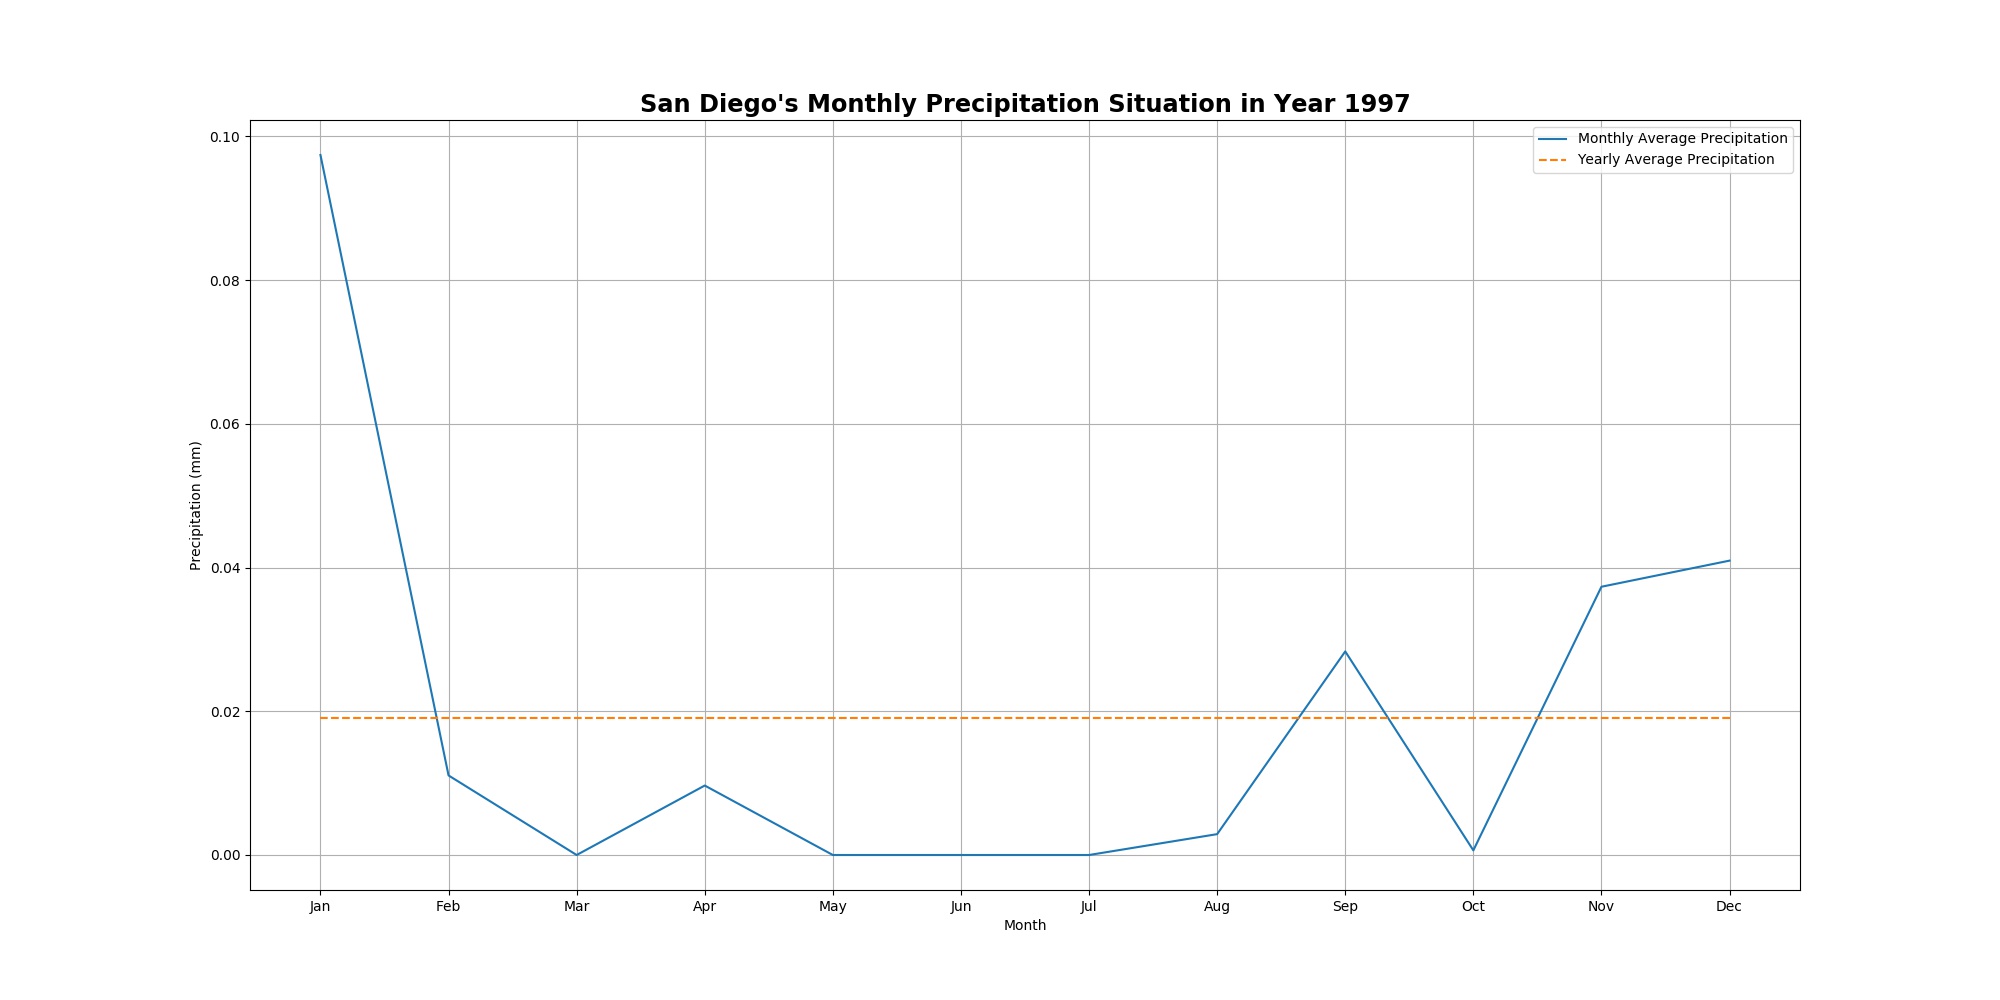 San Diego's Monthly Precipitation Situation in Year 1997
Monthly Average Precipitation
Yearly Average Precipitation
Precipitation (mm)
0.10
0.08
0.06
0.04
0.02
0.00
Jan Feb Mar Apr May Jun Jul Aug Sep Oct Nov Dec
Month